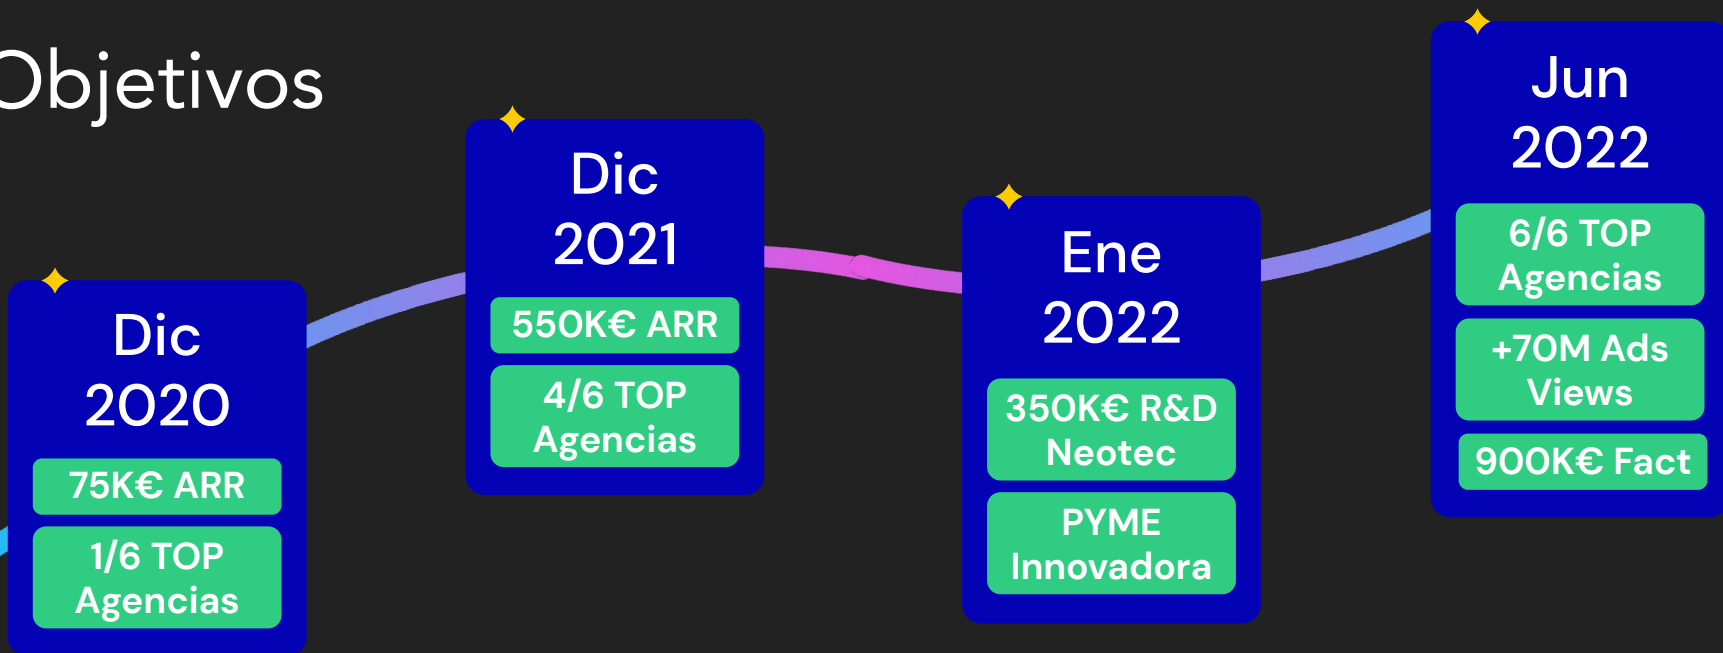 Objetivos
Dic
2020
75K€ ARR
1/6 TOP
Agencias
Dic
2021
550K€ ARR
4/6 TOP
Agencias
Ene
2022
350K€ R&D
Neotec
PYME
Innovadora
Jun
2022
6/6 TOP
Agencias
+70M Ads
Views
900K€ Fact